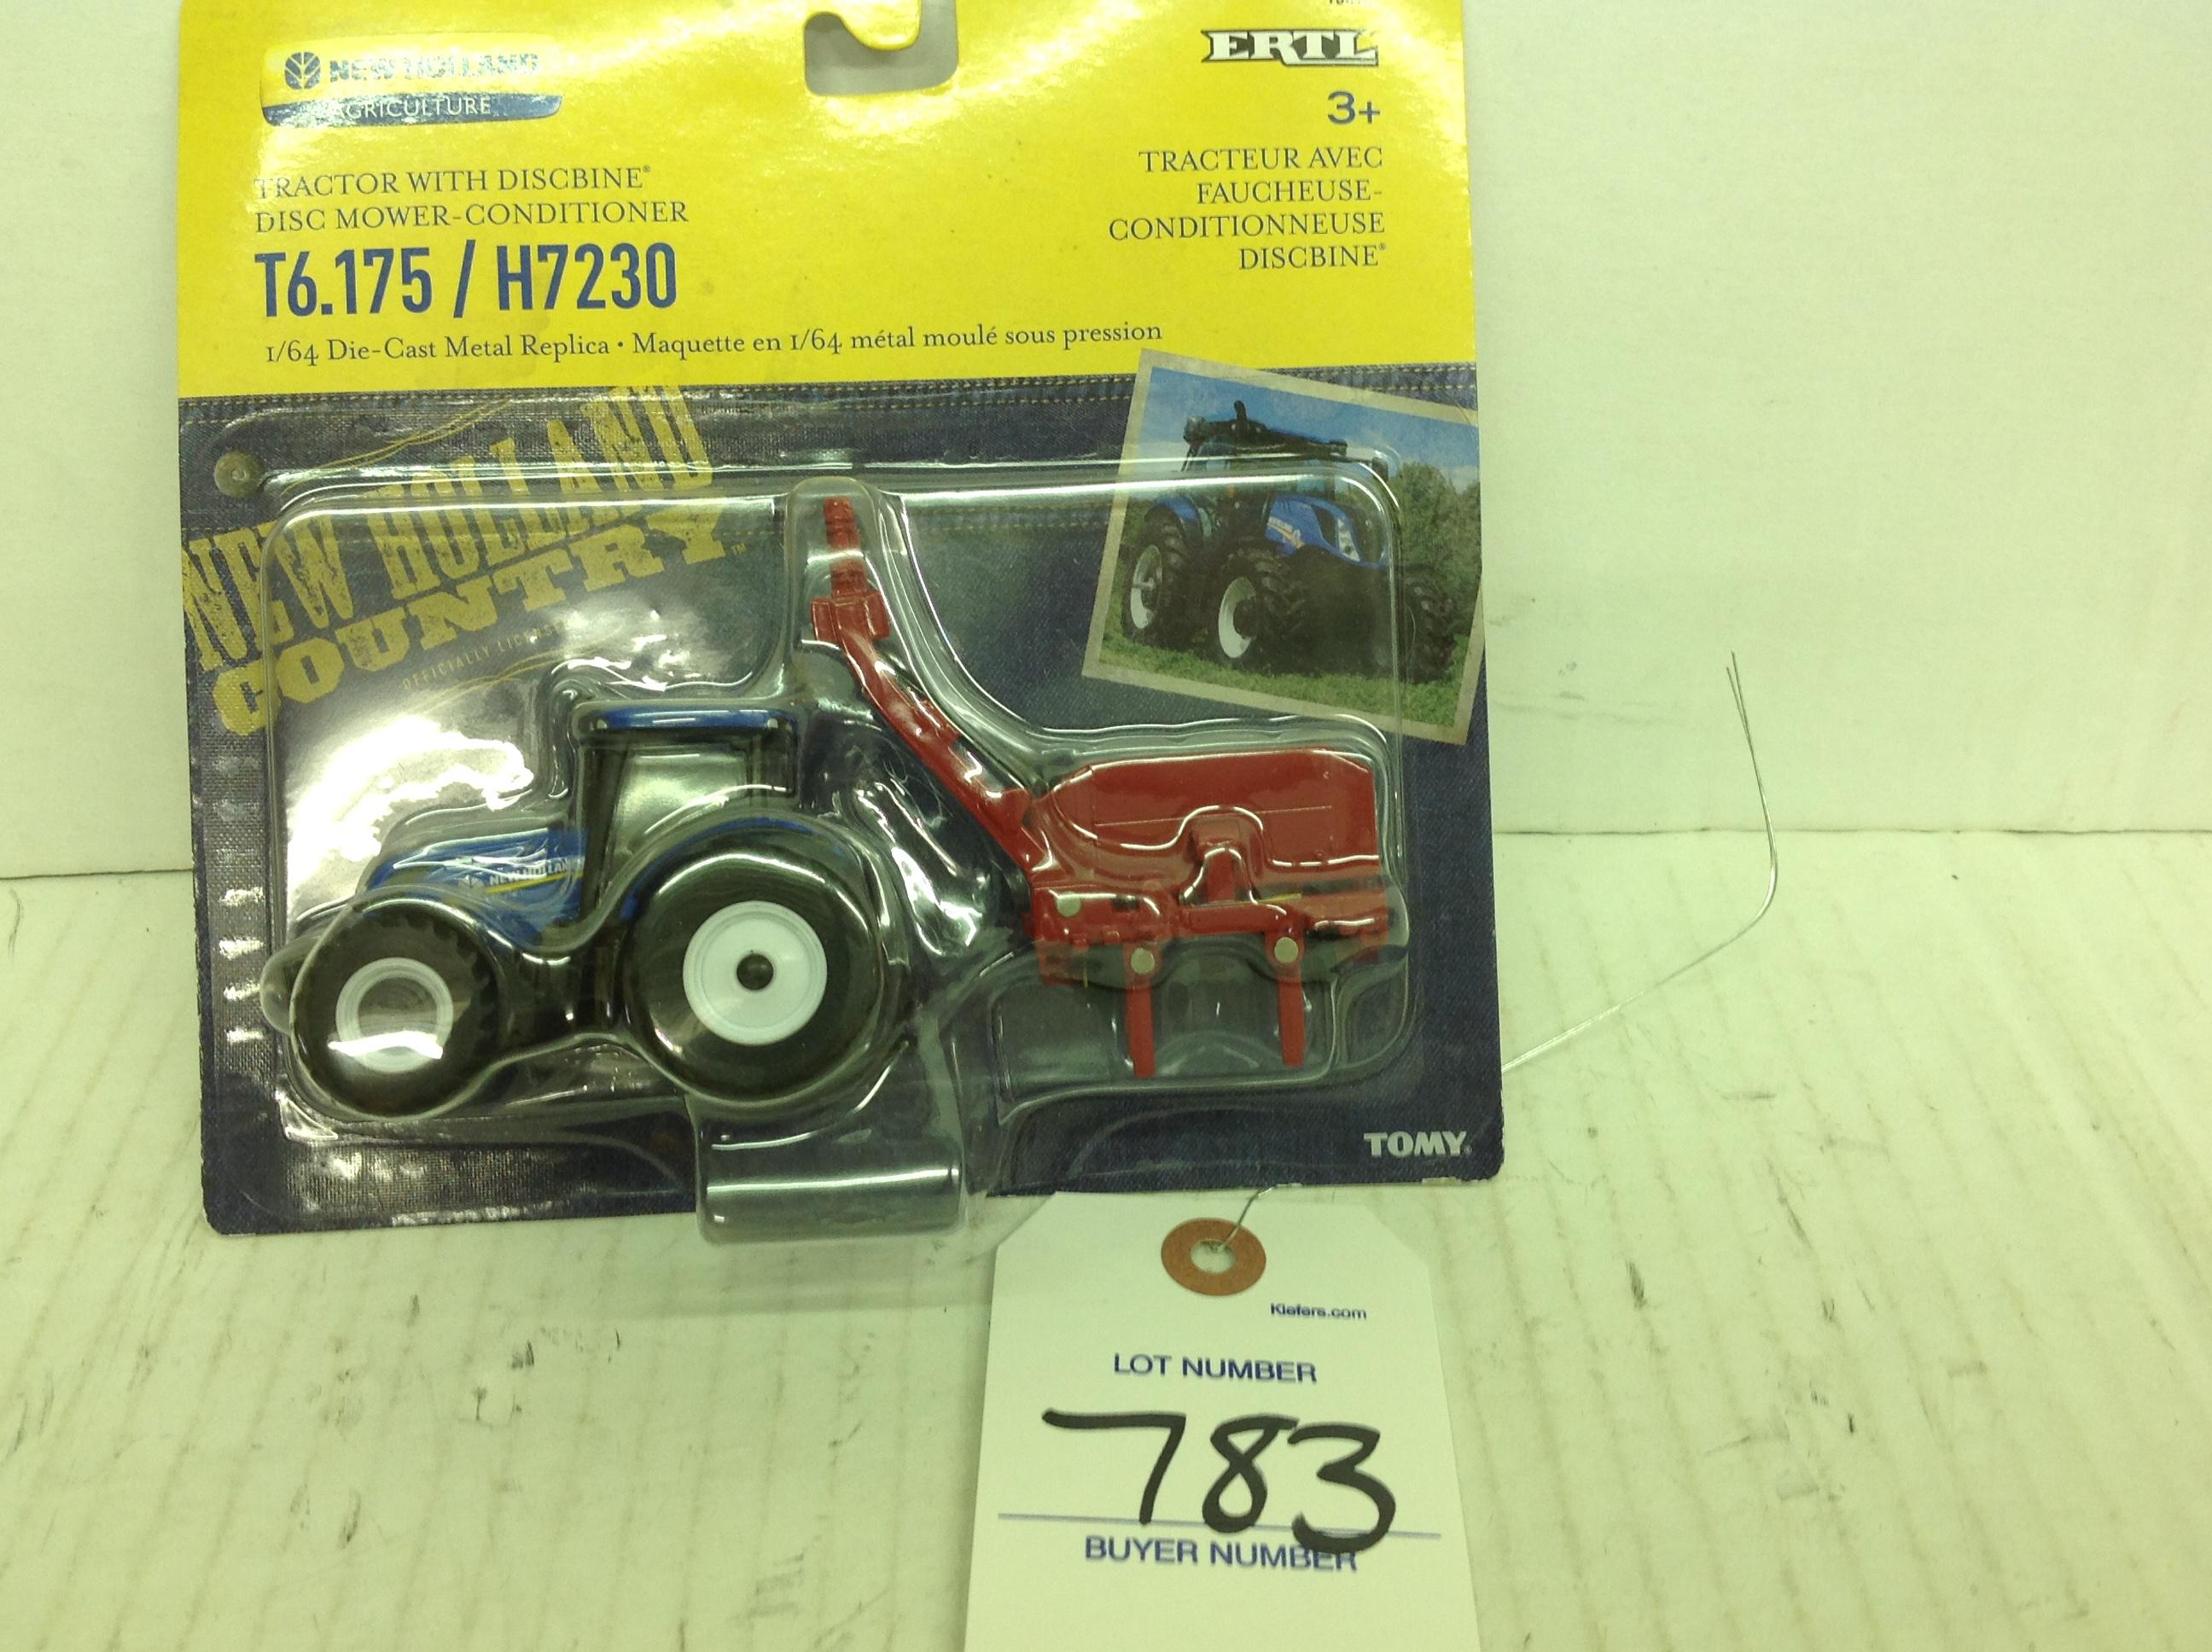 NEW HOLLAND
AGRICULTURE
ERTL
3+
TRACTOR WITH DISCBINE®
DISC MOWER-CONDITIONER
T6.175 / H7230
TRACTEUR AVEC
FAUCHEUSE-
CONDITIONNEUSE
DISCBINE®
1/64 Die-Cast Metal Replica • Maquette en 1/64 métal moulé sous pression
NEW HOLLAND
COUNTRY™
OFFICIALLY
NEW HOLLAND
TOMY
Kiefers.com
LOT NUMBER
783
BUYER NUMBER